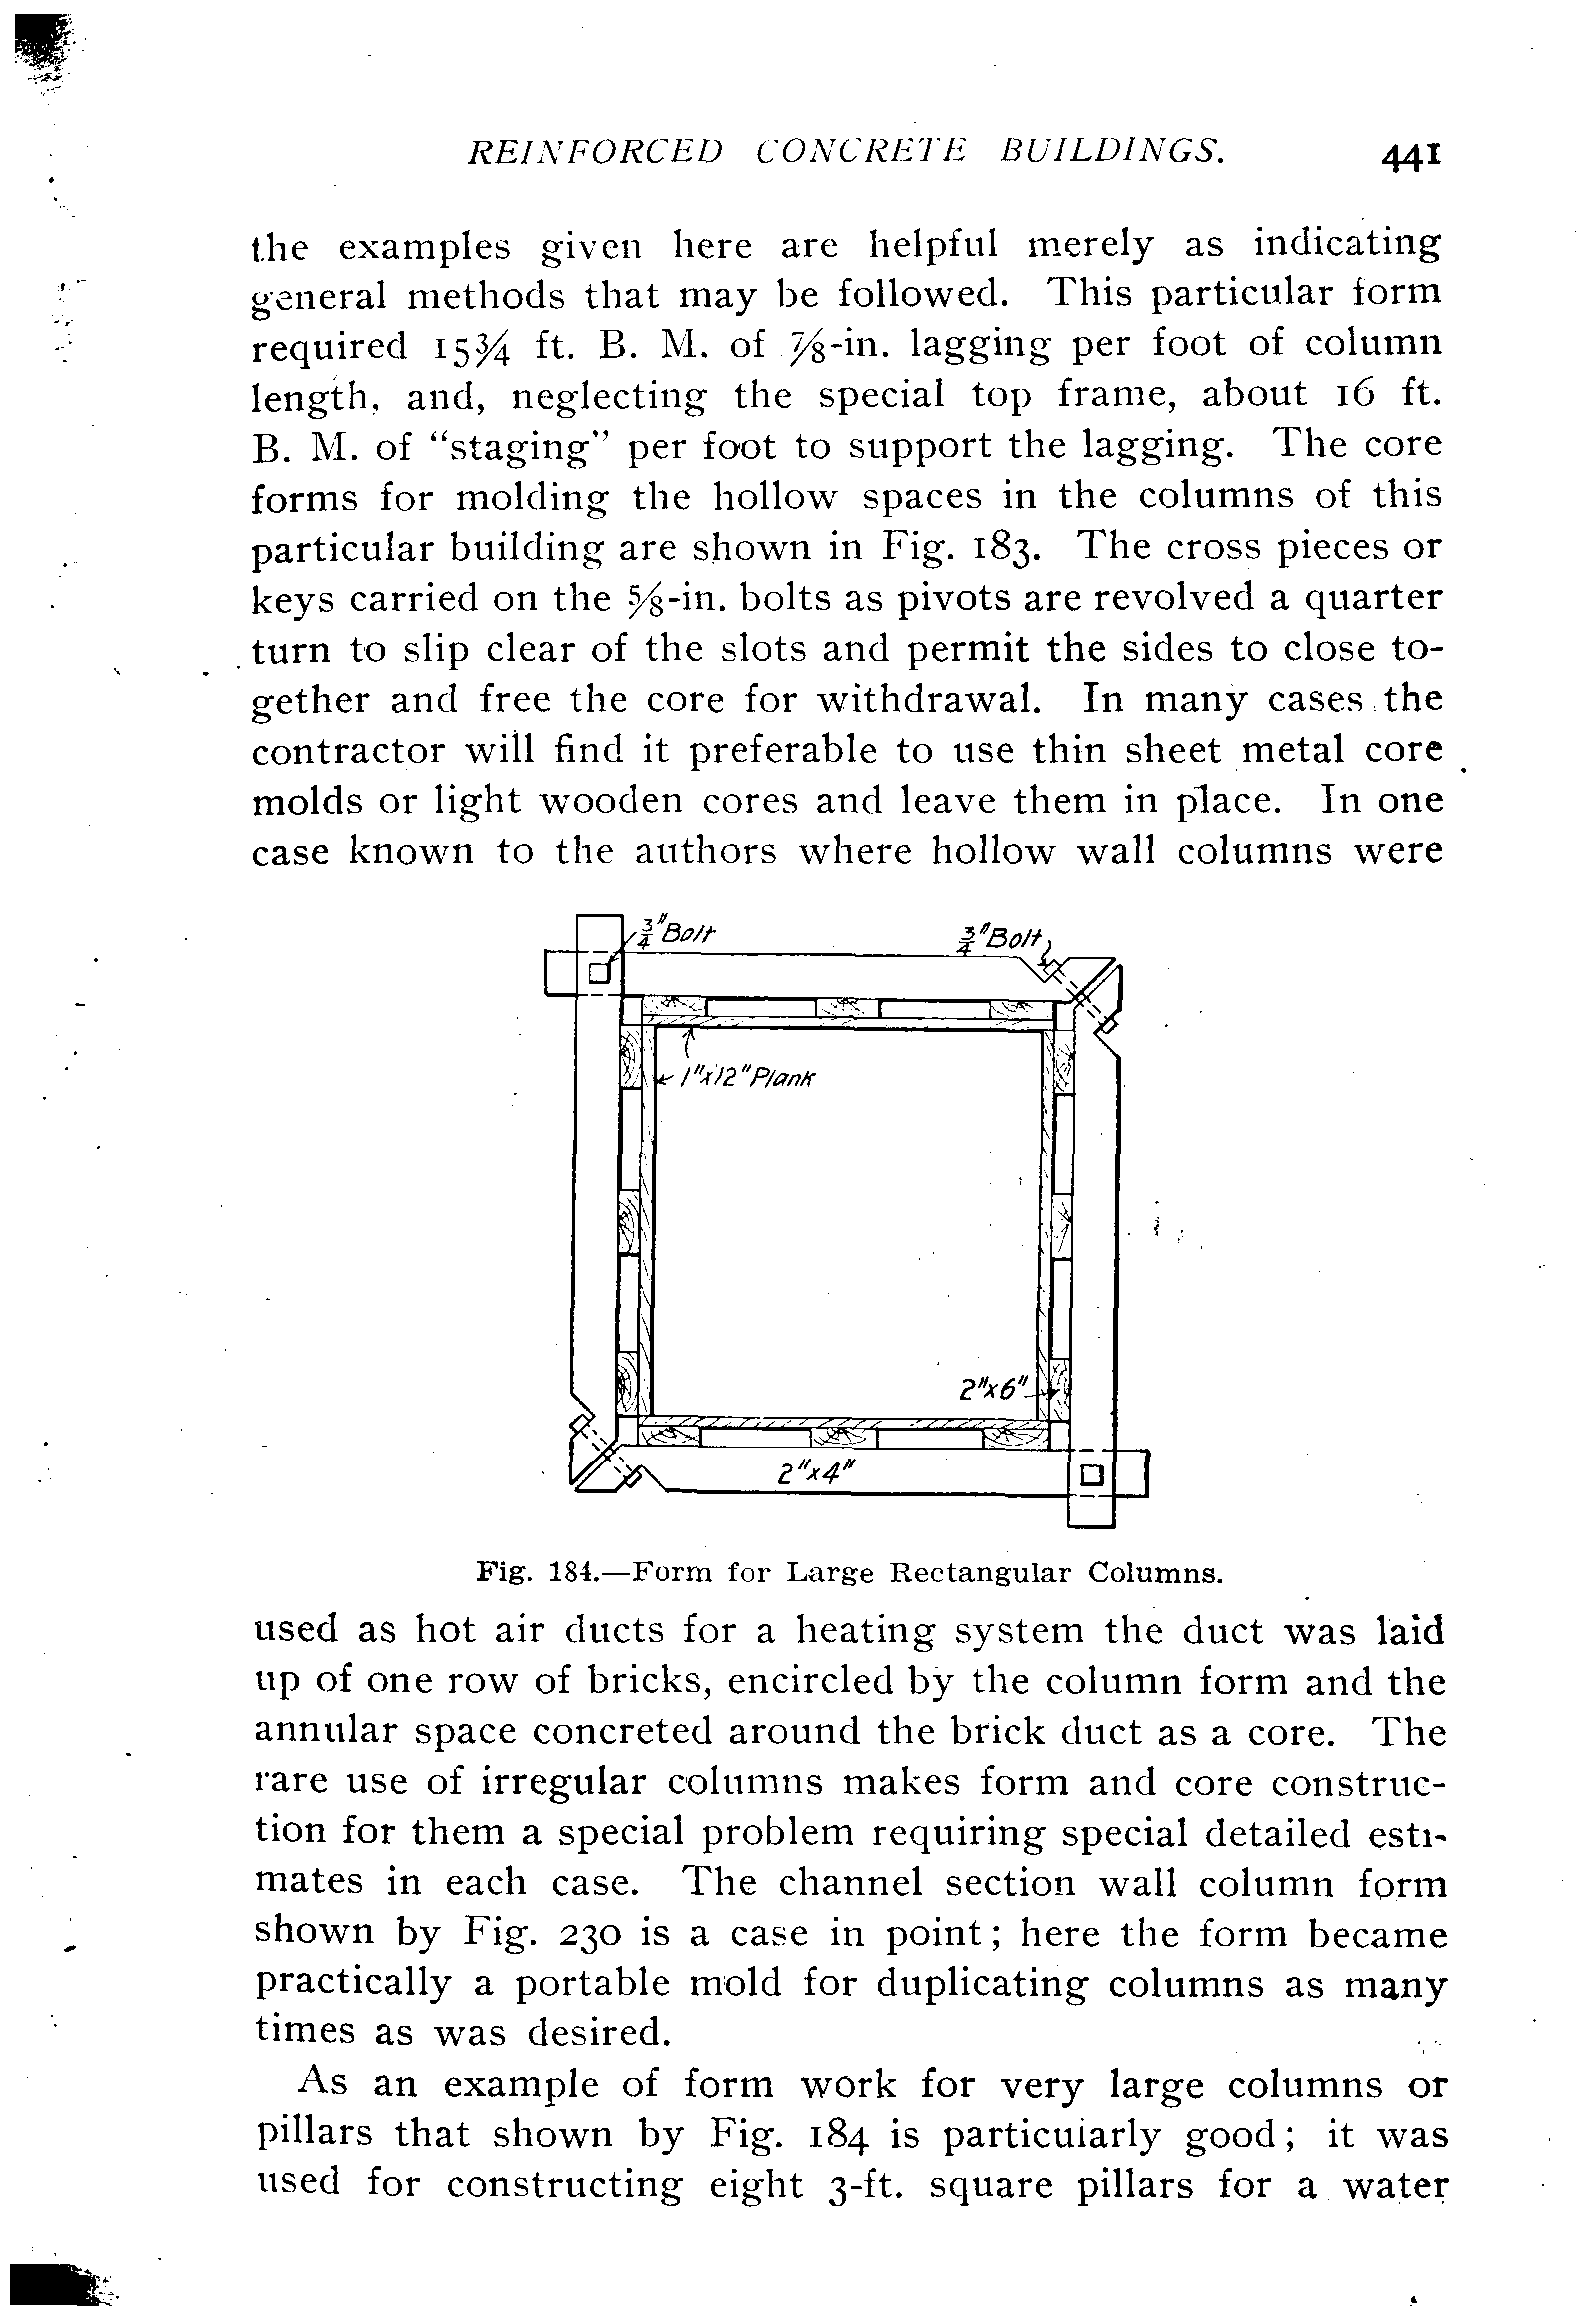 REINFORCED CONCRETE BUILDINGS. 441
the examples given here are helpful merely as indicating
general methods that may be followed. This particular form
required 15¾ ft. B. M. of ⅞-in. lagging per foot of column
length, and, neglecting the special top frame, about 16 ft.
B. M. of "staging" per foot to support the lagging. The core
forms for molding the hollow spaces in the columns of this
particular building are shown in Fig. 183. The cross pieces or
keys carried on the ⅝-in. bolts as pivots are revolved a quarter
turn to slip clear of the slots and permit the sides to close to-
gether and free the core for withdrawal. In many cases the
contractor will find it preferable to use thin sheet metal core
molds or light wooden cores and leave them in place. In one
case known to the authors where hollow wall columns were
¾"Bolt
¾"Bolt
1"x12"Plank
2"x6"
2"x4"
Fig. 184.—Form for Large Rectangular Columns.
used as hot air ducts for a heating system the duct was laid
up of one row of bricks, encircled by the column form and the
annular space concreted around the brick duct as a core. The
rare use of irregular columns makes form and core construc-
tion for them a special problem requiring special detailed esti-
mates in each case. The channel section wall column form
shown by Fig. 230 is a case in point; here the form became
practically a portable mold for duplicating columns as many
times as was desired.
As an example of form work for very large columns or
pillars that shown by Fig. 184 is particularly good; it was
used for constructing eight 3-ft. square pillars for a water